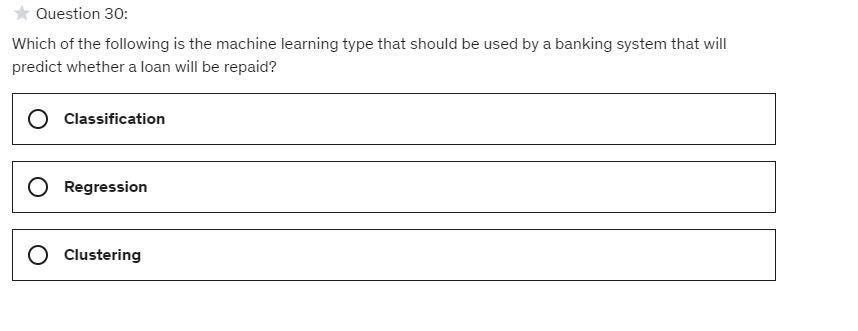 Question 30:
Which of the following is the machine learning type that should be used by a banking system that will
predict whether a loan will be repaid?
Classification
Regression
Clustering